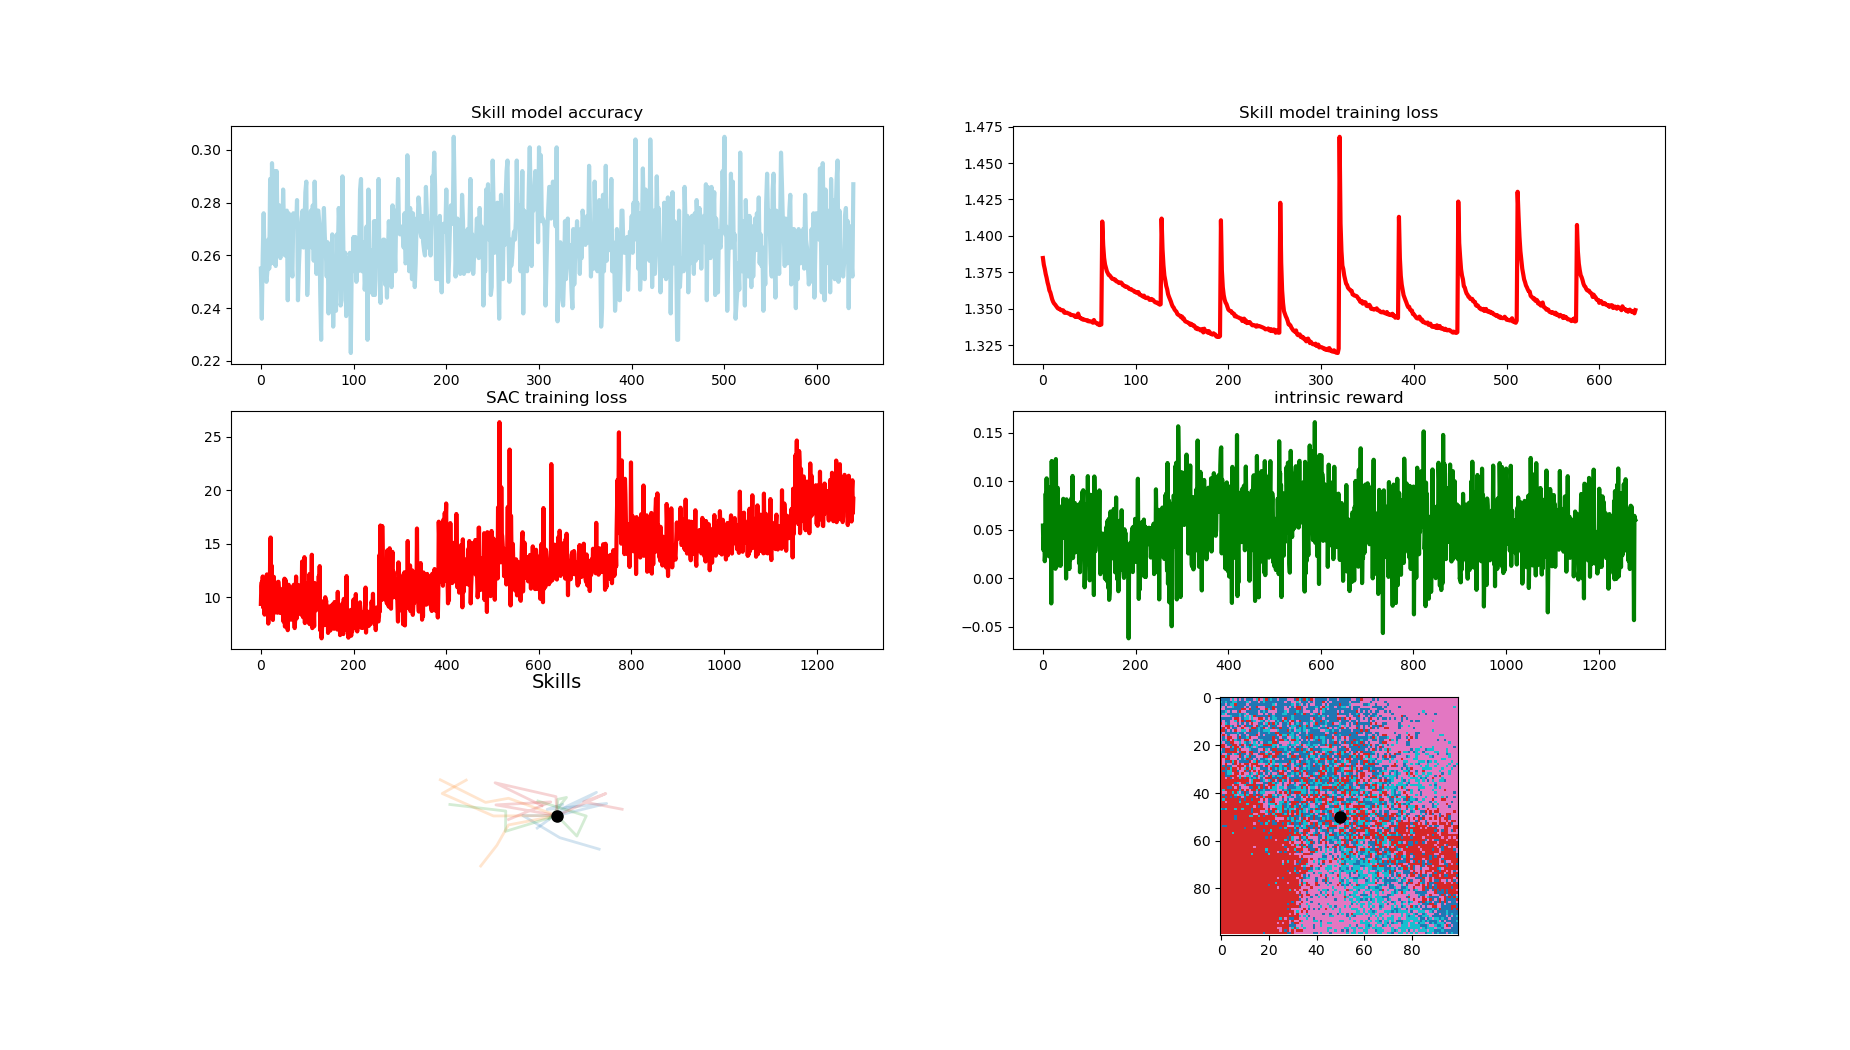 Skill model accuracy
0.30
0.28
0.26
0.24
0.22
0 100 200 300 400 500 600
Skill model training loss
1.475
1.450
1.425
1.400
1.375
1.350
1.325
0 100 200 300 400 500 600
SAC training loss
25
20
15
10
0 200 400 600 800 1000 1200
intrinsic reward
0.15
0.10
0.05
0.00
−0.05
0 200 400 600 800 1000 1200
Skills
0
20
40
60
80
0 20 40 60 80